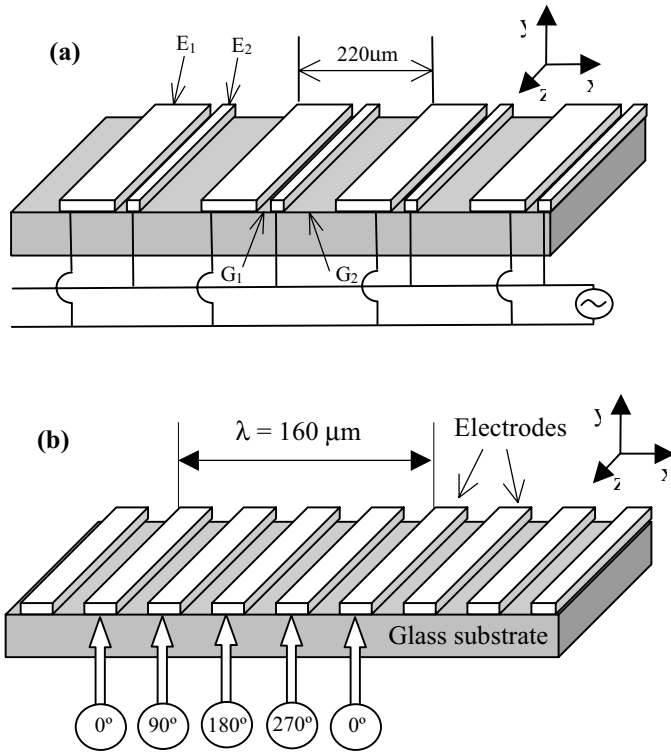 (a)
E₁
E₂
220um
y
z
x
G₁
G₂
(b)
λ = 160 μm
Electrodes
y
z
x
Glass substrate
0º
90º
180º
270º
0º